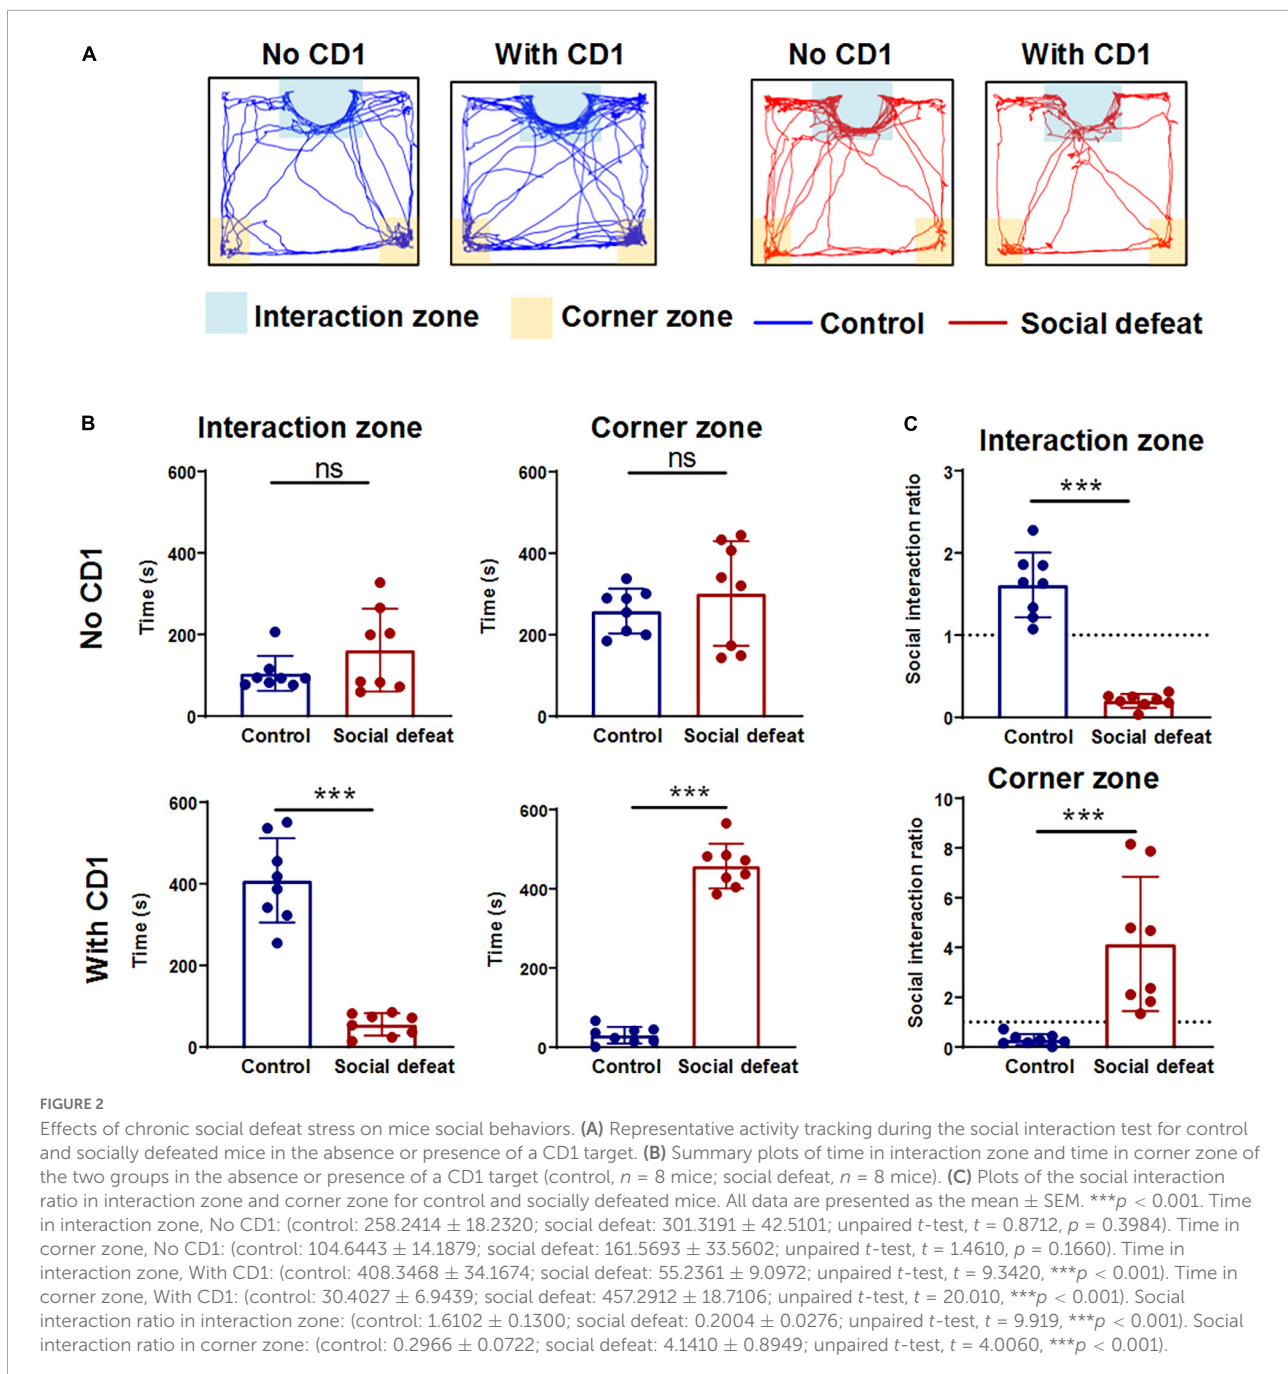 A
No CD1
With CD1
No CD1
With CD1
Interaction zone
Corner zone
Control
Social defeat
B
Interaction zone
Corner zone
No CD1
Time (s)
600
400
200
0
ns
Control
Social defeat
Time (s)
600
400
200
0
ns
Control
Social defeat
With CD1
Time (s)
600
400
200
0
***
Control
Social defeat
Time (s)
600
400
200
0
***
Control
Social defeat
C
Interaction zone
Social interaction ratio
3
2
1
0
***
Control
Social defeat
Corner zone
Social interaction ratio
10
8
6
4
2
0
***
Control
Social defeat
FIGURE 2
Effects of chronic social defeat stress on mice social behaviors. (A) Representative activity tracking during the social interaction test for control
and socially defeated mice in the absence or presence of a CD1 target. (B) Summary plots of time in interaction zone and time in corner zone of
the two groups in the absence or presence of a CD1 target (control, n = 8 mice; social defeat, n = 8 mice). (C) Plots of the social interaction
ratio in interaction zone and corner zone for control and socially defeated mice. All data are presented as the mean ± SEM. ***p < 0.001. Time
in interaction zone, No CD1: (control: 258.2414 ± 18.2320; social defeat: 301.3191 ± 42.5101; unpaired t-test, t = 0.8712, p = 0.3984). Time in
corner zone, No CD1: (control: 104.6443 ± 14.1879; social defeat: 161.5693 ± 33.5602; unpaired t-test, t = 1.4610, p = 0.1660). Time in
interaction zone, With CD1: (control: 408.3468 ± 34.1674; social defeat: 55.2361 ± 9.0972; unpaired t-test, t = 9.3420, ***p < 0.001). Time in
corner zone, With CD1: (control: 30.4027 ± 6.9439; social defeat: 457.2912 ± 18.7106; unpaired t-test, t = 20.010, ***p < 0.001). Social
interaction ratio in interaction zone: (control: 1.6102 ± 0.1300; social defeat: 0.2004 ± 0.0276; unpaired t-test, t = 9.919, ***p < 0.001). Social
interaction ratio in corner zone: (control: 0.2966 ± 0.0722; social defeat: 4.1410 ± 0.8949; unpaired t-test, t = 4.0060, ***p < 0.001).